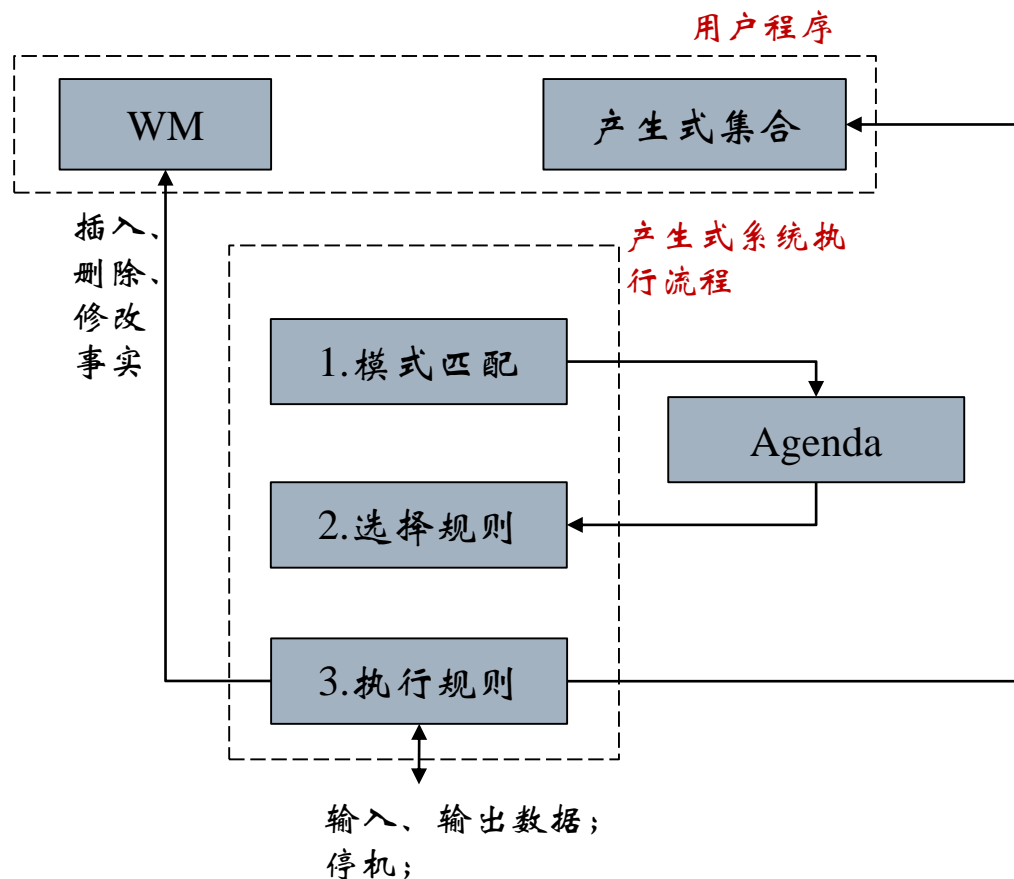 用户程序
WM
产生式集合
插入、
删除、
修改
事实
产生式系统执
行流程
1.模式匹配
Agenda
2.选择规则
3.执行规则
输入、输出数据；
停机；